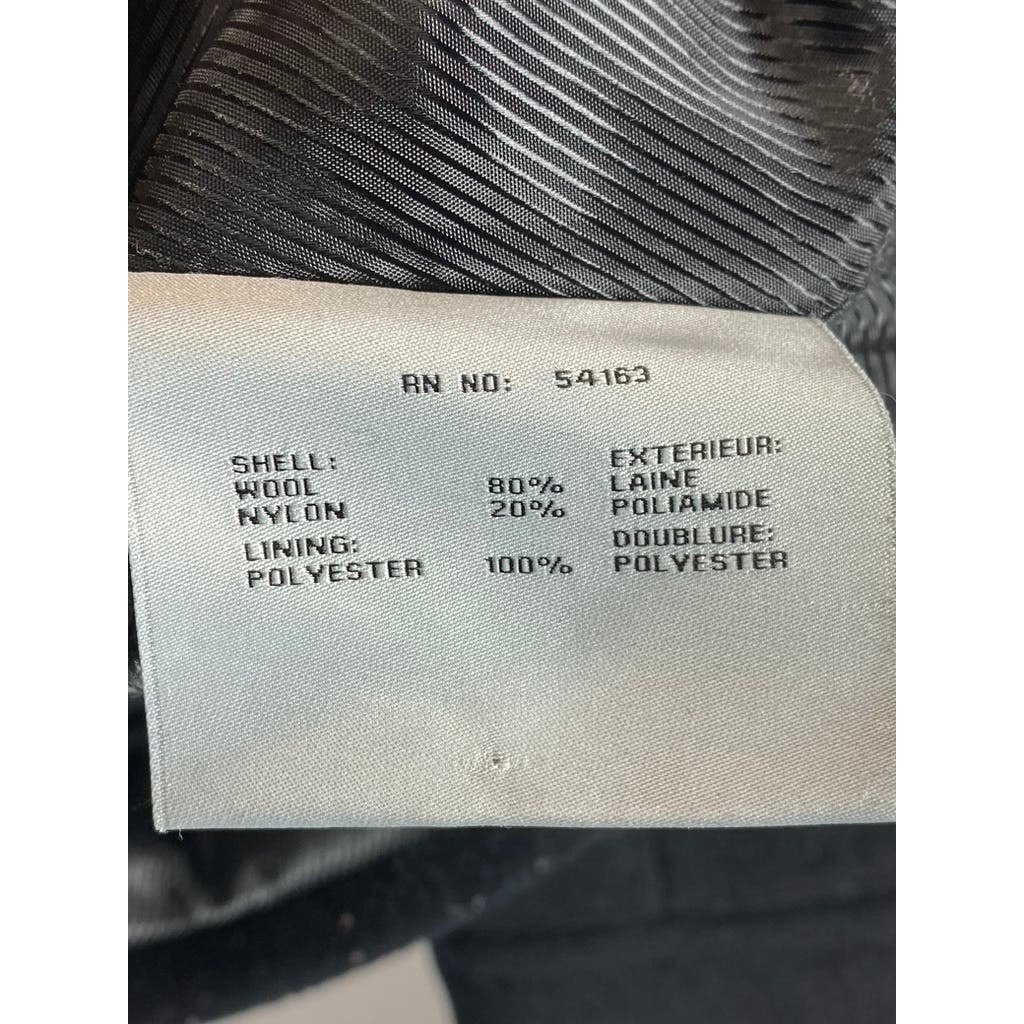 RN NO: 54163
SHELL: EXTERIEUR:
WOOL 80% LAINE
NYLON 20% POLIAMIDE
LINING: DOUBLURE:
POLYESTER 100% POLYESTER